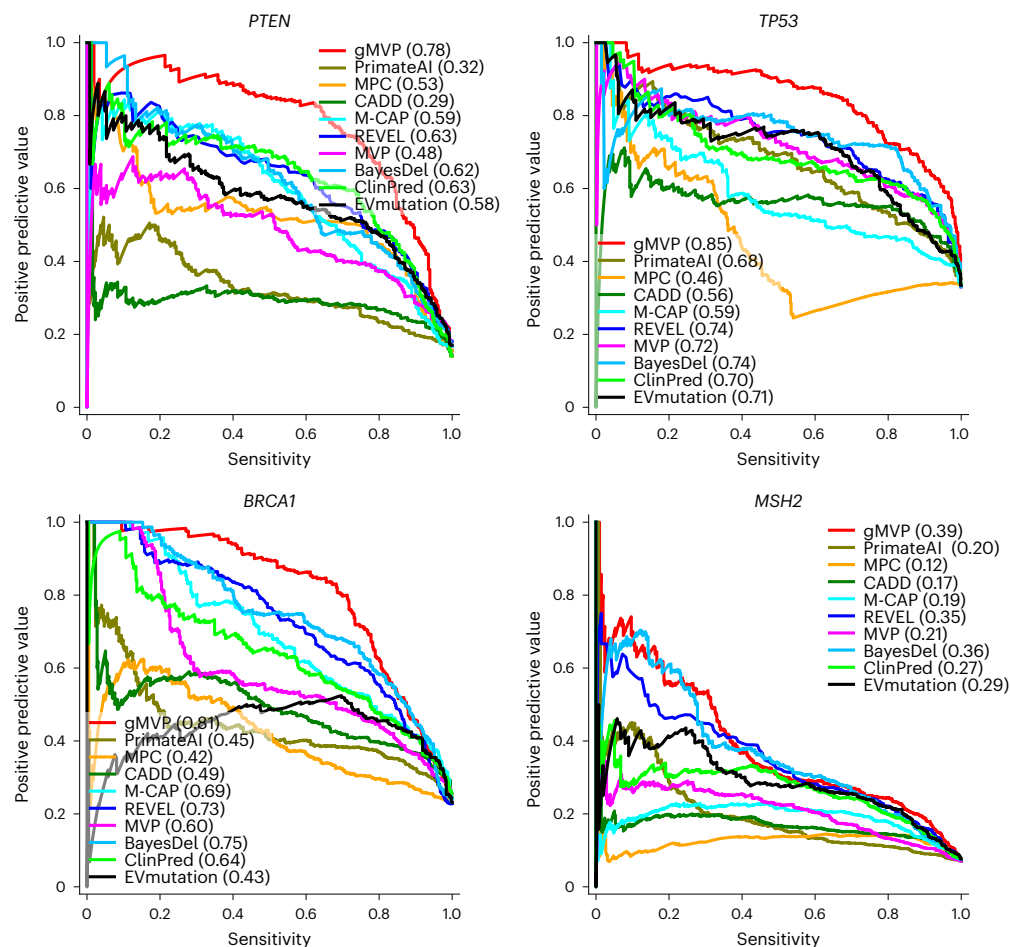 PTEN
1.0
0.8
0.6
0.4
0.2
0
Positive predictive value
gMVP (0.78)
PrimateAI (0.32)
MPC (0.53)
CADD (0.29)
M-CAP (0.59)
REVEL (0.63)
MVP (0.48)
BayesDel (0.62)
ClinPred (0.63)
EVmutation (0.58)
0 0.2 0.4 0.6 0.8 1.0
Sensitivity
TP53
1.0
0.8
0.6
0.4
0.2
0
Positive predictive value
gMVP (0.85)
PrimateAI (0.68)
MPC (0.46)
CADD (0.56)
M-CAP (0.59)
REVEL (0.74)
MVP (0.72)
BayesDel (0.74)
ClinPred (0.70)
EVmutation (0.71)
0 0.2 0.4 0.6 0.8 1.0
Sensitivity
BRCA1
1.0
0.8
0.6
0.4
0.2
0
Positive predictive value
gMVP (0.81)
PrimateAI (0.45)
MPC (0.42)
CADD (0.49)
M-CAP (0.69)
REVEL (0.73)
MVP (0.60)
BayesDel (0.75)
ClinPred (0.64)
EVmutation (0.43)
0 0.2 0.4 0.6 0.8 1.0
Sensitivity
MSH2
1.0
0.8
0.6
0.4
0.2
0
Positive predictive value
gMVP (0.39)
PrimateAI (0.20)
MPC (0.12)
CADD (0.17)
M-CAP (0.19)
REVEL (0.35)
MVP (0.21)
BayesDel (0.36)
ClinPred (0.27)
EVmutation (0.29)
0 0.2 0.4 0.6 0.8 1.0
Sensitivity